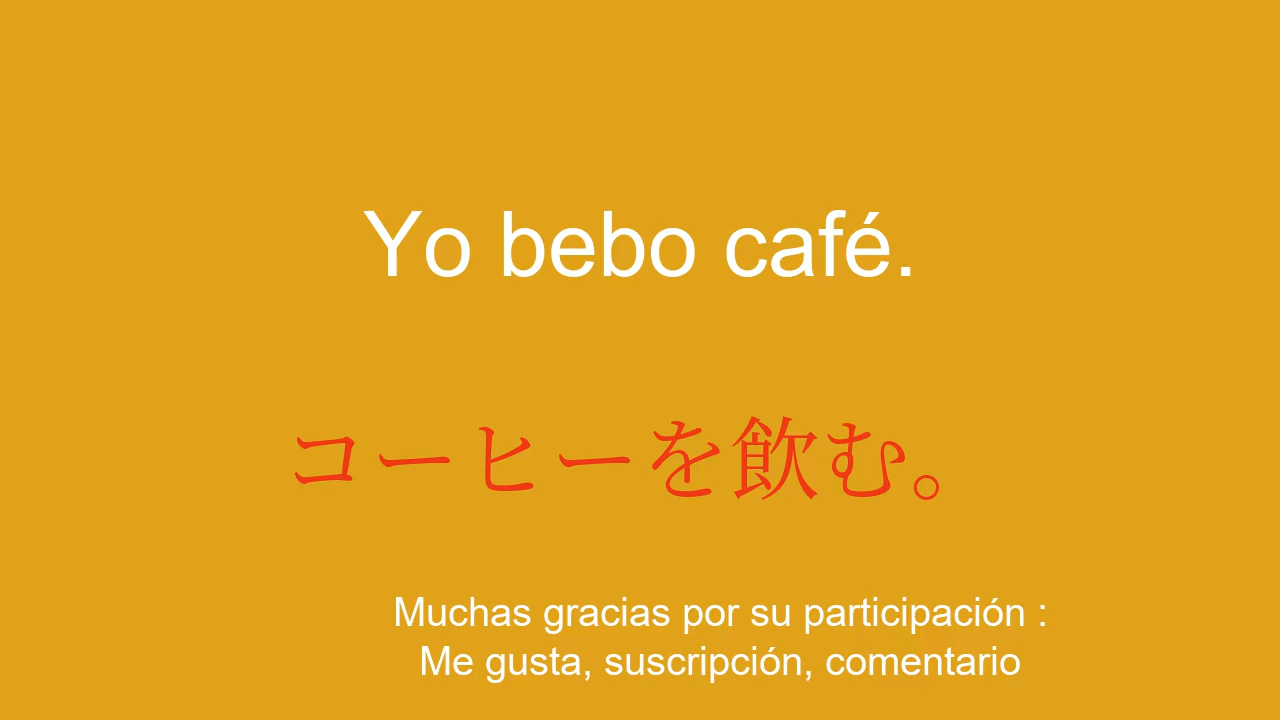 Yo bebo café.
コーヒーを飲む。
Muchas gracias por su participación :
Me gusta, suscripción, comentario